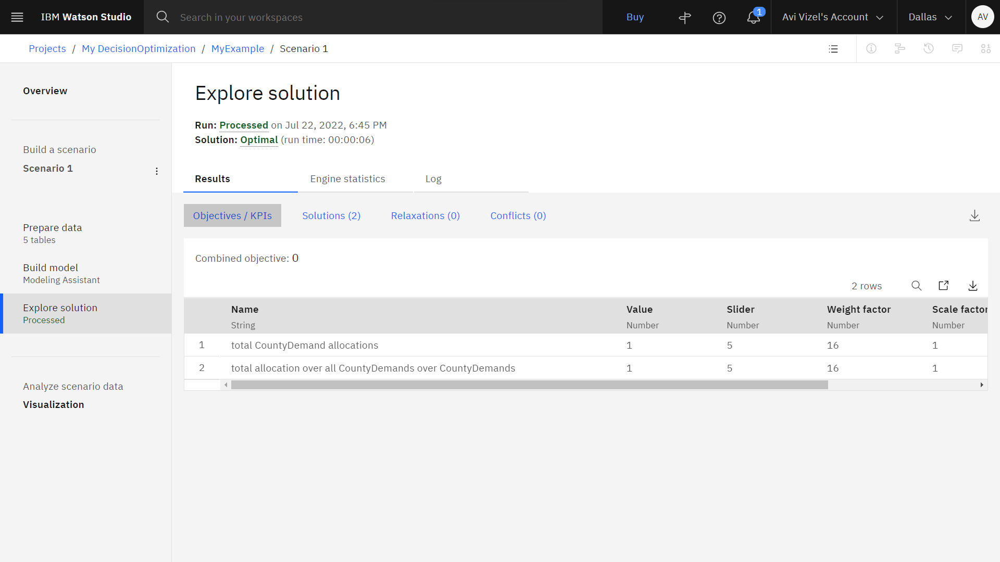 IBM Watson Studio
Search in your workspaces
Buy
1
Avi Vizel's Account
Dallas
AV
Projects / My DecisionOptimization / MyExample / Scenario 1
Overview
Build a scenario
Scenario 1
Prepare data
5 tables
Build model
Modeling Assistant
Explore solution
Processed
Analyze scenario data
Visualization
Explore solution
Run: Processed on Jul 22, 2022, 6:45 PM
Solution: Optimal (run time: 00:00:06)
Results Engine statistics Log
Objectives / KPIs Solutions (2) Relaxations (0) Conflicts (0)
Combined objective: 0
2 rows
Name Value Slider Weight factor Scale factor
String Number Number Number Number
1 total CountyDemand allocations 1 5 16 1
2 total allocation over all CountyDemands over CountyDemands 1 5 16 1